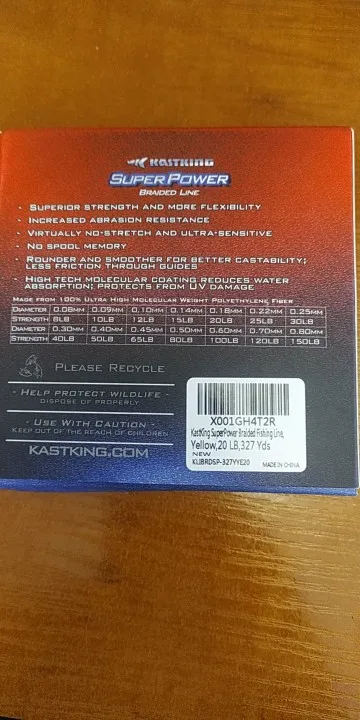 KASTKING
SUPERPOWER
BRAIDED LINE
- SUPERIOR STRENGTH AND MORE FLEXIBILITY
- INCREASED ABRASION RESISTANCE
- VIRTUALLY NO-STRETCH AND ULTRA-SENSITIVE
- NO SPOOL MEMORY
- ROUNDER AND SMOOTHER FOR BETTER CASTABILITY;
LESS FRICTION THROUGH GUIDES
- HIGH TECH MOLECULAR COATING REDUCES WATER
ABSORPTION; PROTECTS FROM UV DAMAGE
MADE FROM 100% ULTRA HIGH MOLECULAR WEIGHT POLYETHYLENE FIBER
DIAMETER 0.08MM 0.09MM 0.10MM 0.14MM 0.18MM 0.22MM 0.25MM
STRENGTH 6LB 10LB 12LB 15LB 20LB 25LB 30LB
DIAMETER 0.30MM 0.40MM 0.45MM 0.50MM 0.60MM 0.70MM 0.80MM
STRENGTH 40LB 50LB 65LB 80LB 100LB 120LB 150LB
PLEASE RECYCLE
- HELP PROTECT WILDLIFE -
DISPOSE OF PROPERLY
- USE WITH CAUTION -
KEEP OUT OF THE REACH OF CHILDREN
KASTKING.COM
X001GH4T2R
KastKing SuperPower Braided Fishing Line,
Yellow,20 LB,327 Yds
NEW
KLIBRDSP-327YYE20 MADE IN CHINA